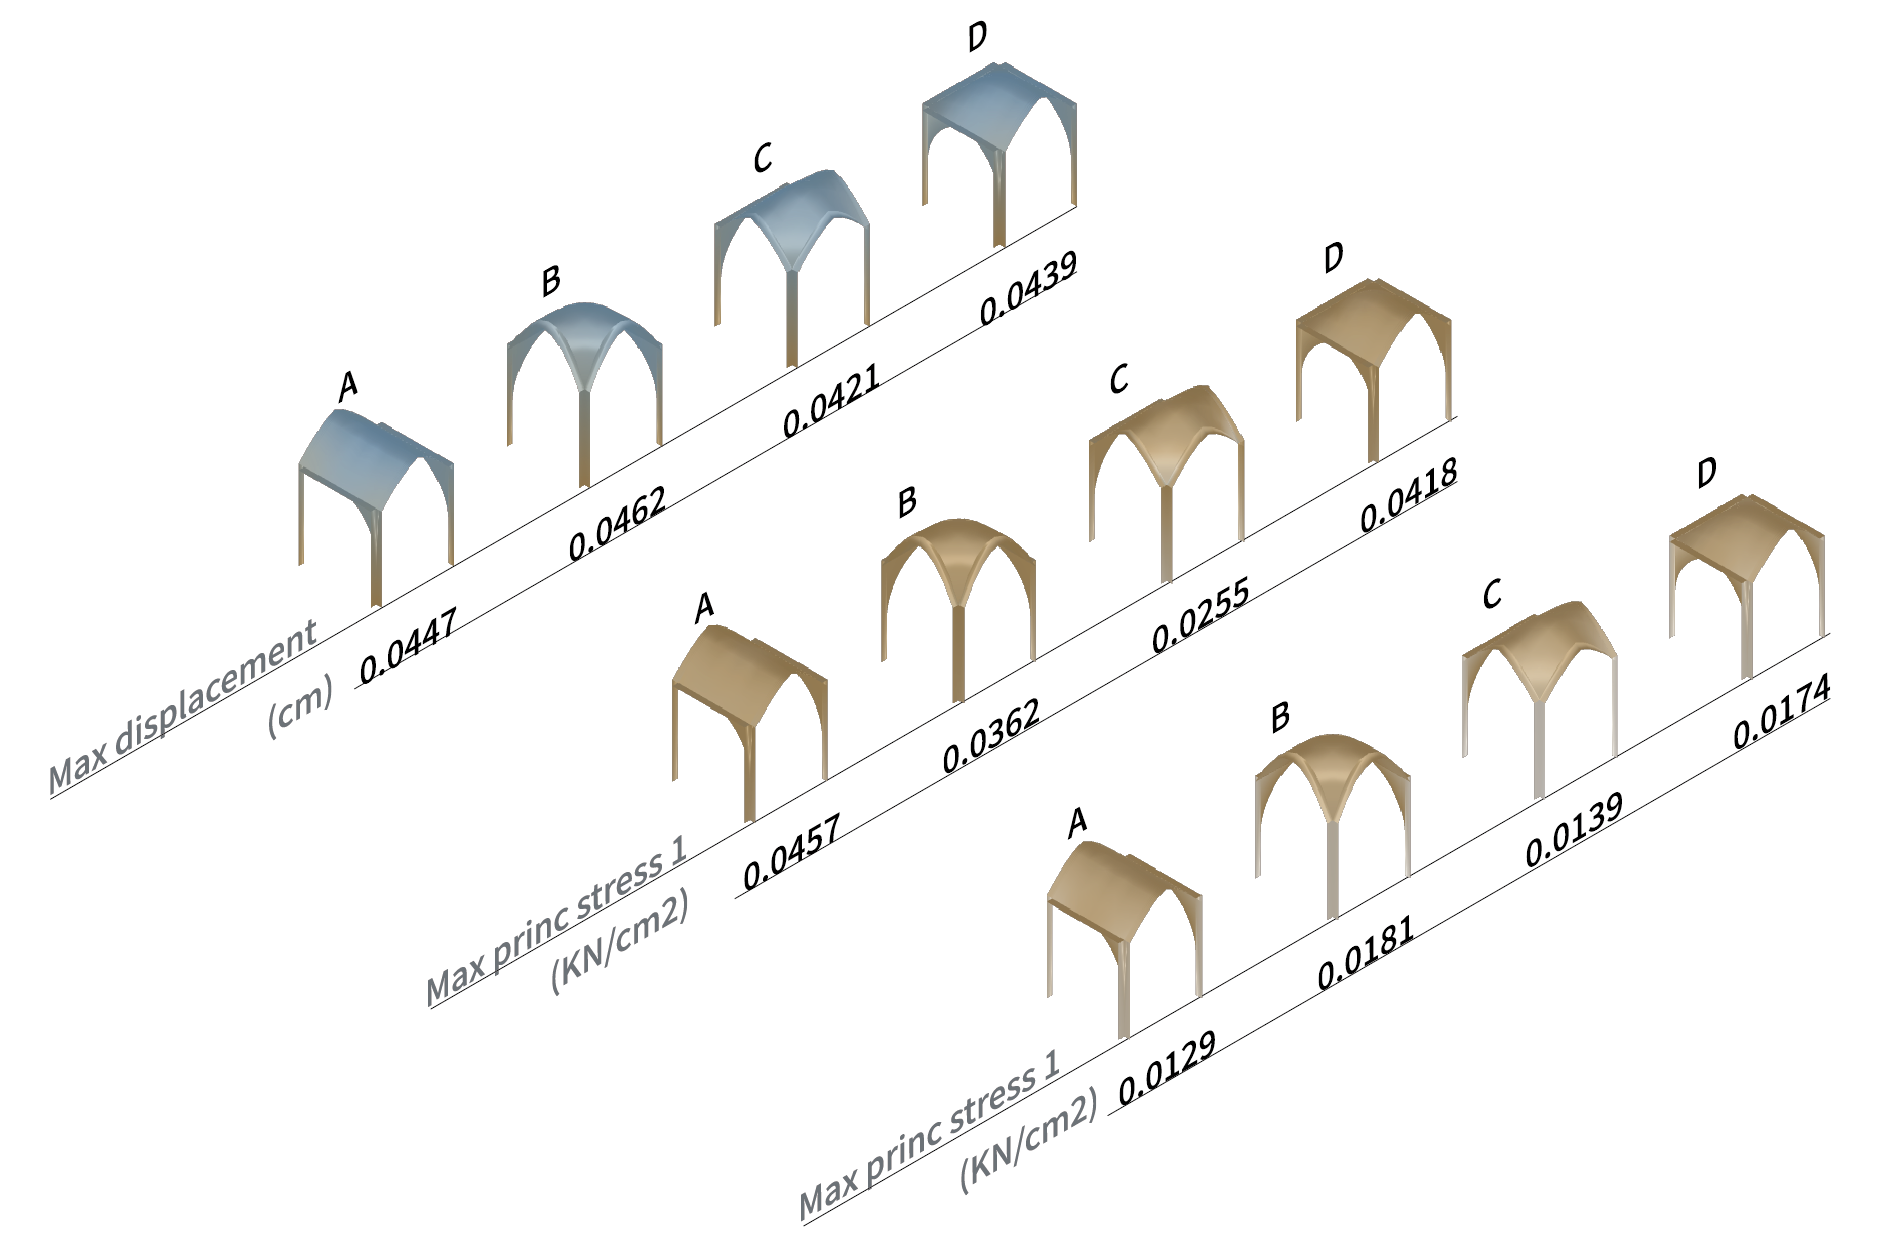 A
B
C
D
Max displacement
(cm)
0.0447
0.0462
0.0421
0.0439
A
B
C
D
Max princ stress 1
(KN/cm2)
0.0457
0.0362
0.0255
0.0418
A
B
C
D
Max princ stress 1
(KN/cm2)
0.0129
0.0181
0.0139
0.0174